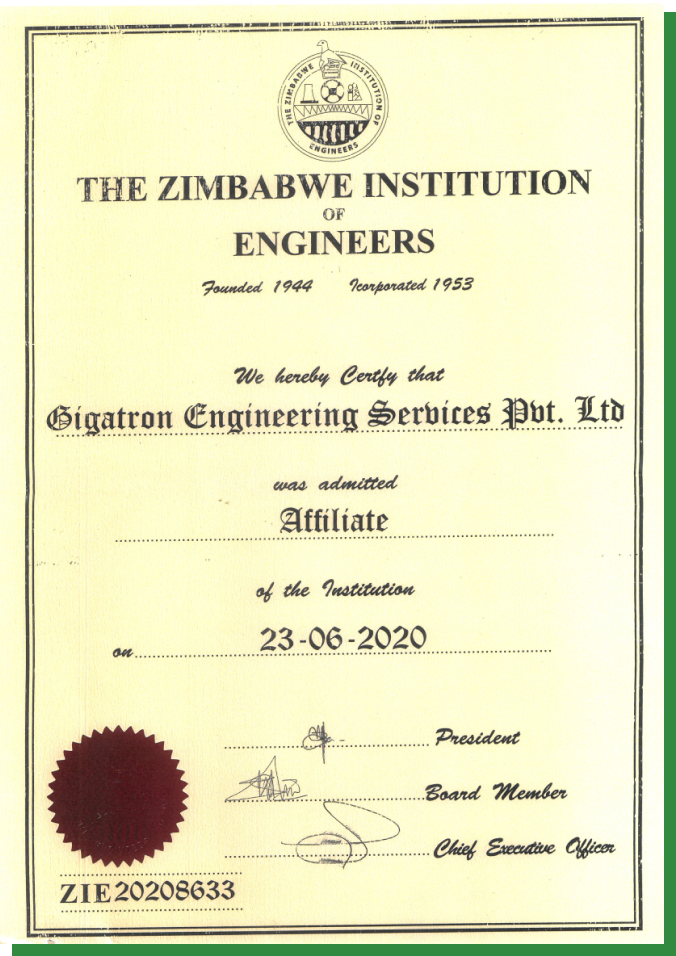 THE ZIMBABWE INSTITUTION OF
ENGINEERS
THE ZIMBABWE INSTITUTION
OF
ENGINEERS
Founded 1944 Icorporated 1953
We hereby Certfy that
Gigatron Engineering Services Pvt. Ltd
was admitted
Affiliate
of the Institution
on 23-06-2020
President
Board Member
Chief Executive Officer
ZIE20208633